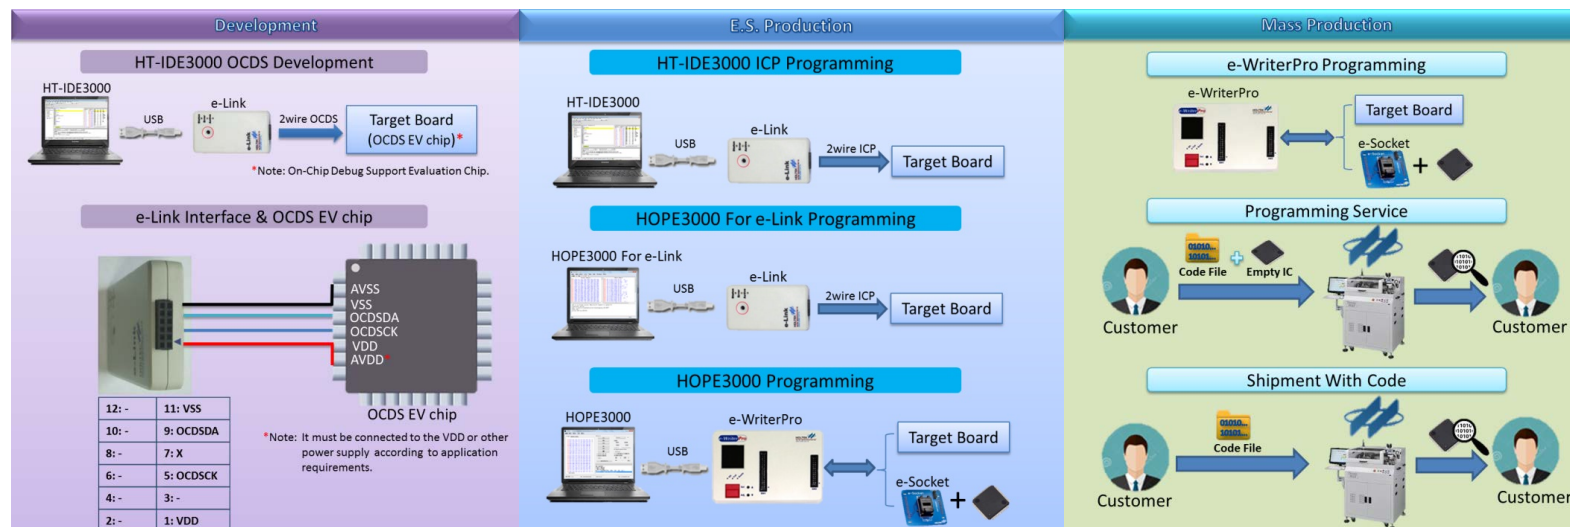 Development
HT-IDE3000 OCDS Development
HT-IDE3000
USB
e-Link
2wire OCDS
Target Board
(OCDS EV chip)*
*Note: On-Chip Debug Support Evaluation Chip.
e-Link Interface & OCDS EV chip
AVSS
VSS
OCDSDA
OCDSCK
VDD
AVDD*
OCDS EV chip
12: - 11: VSS
10: - 9: OCDSDA
8: - 7: X
6: - 5: OCDSCK
4: - 3: -
2: - 1: VDD
*Note: It must be connected to the VDD or other
power supply according to application
requirements.
E.S. Production
HT-IDE3000 ICP Programming
HT-IDE3000
USB
e-Link
e-Link
2wire ICP
Target Board
HOPE3000 For e-Link Programming
HOPE3000 For e-Link
USB
e-Link
e-Link
2wire ICP
Target Board
HOPE3000 Programming
HOPE3000
USB
e-WriterPro
Target Board
e-Socket
+
Mass Production
e-WriterPro Programming
e-WriterPro
Target Board
e-Socket
+
Programming Service
Customer
01010...
10101...
Code File
+
Empty IC
Customer
Shipment With Code
Customer
01010...
10101...
Code File
Customer